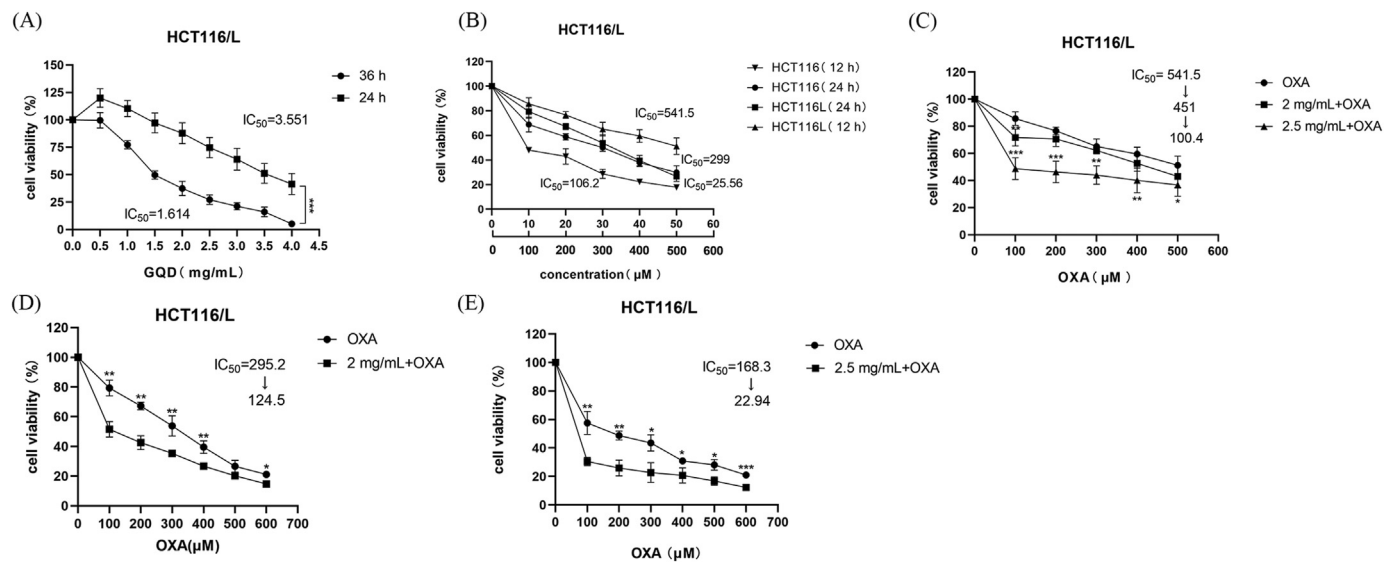 (A)
HCT116/L
cell viability (%)
150
125
100
75
50
25
0
0.0 0.5 1.0 1.5 2.0 2.5 3.0 3.5 4.0 4.5
GQD( mg/mL)
36 h
24 h
IC50=3.551
IC50=1.614
***
(B)
HCT116/L
cell viability (%)
120
100
80
60
40
20
0
0 10 20 30 40 50 60
0 100 200 300 400 500 600
concentration(μM)
HCT116( 12 h)
HCT116( 24 h)
HCT116L( 24 h)
HCT116L( 12 h)
IC50=541.5
IC50=299
IC50=106.2
IC50=25.56
(C)
HCT116/L
cell viability (%)
120
100
80
60
40
20
0
0 100 200 300 400 500 600
OXA( μM)
IC50= 541.5
↓
451
↓
100.4
OXA
2 mg/mL+OXA
2.5 mg/mL+OXA
**
*** *** **
** *
(D)
HCT116/L
cell viability (%)
120
100
80
60
40
20
0
0 100 200 300 400 500 600 700
OXA(μM)
OXA
2 mg/mL+OXA
IC50=295.2
↓
124.5
** ** ** ** *
(E)
HCT116/L
cell viability (%)
120
100
80
60
40
20
0
0 100 200 300 400 500 600 700
OXA (μM)
OXA
2.5 mg/mL+OXA
IC50=168.3
↓
22.94
** ** * * * ***